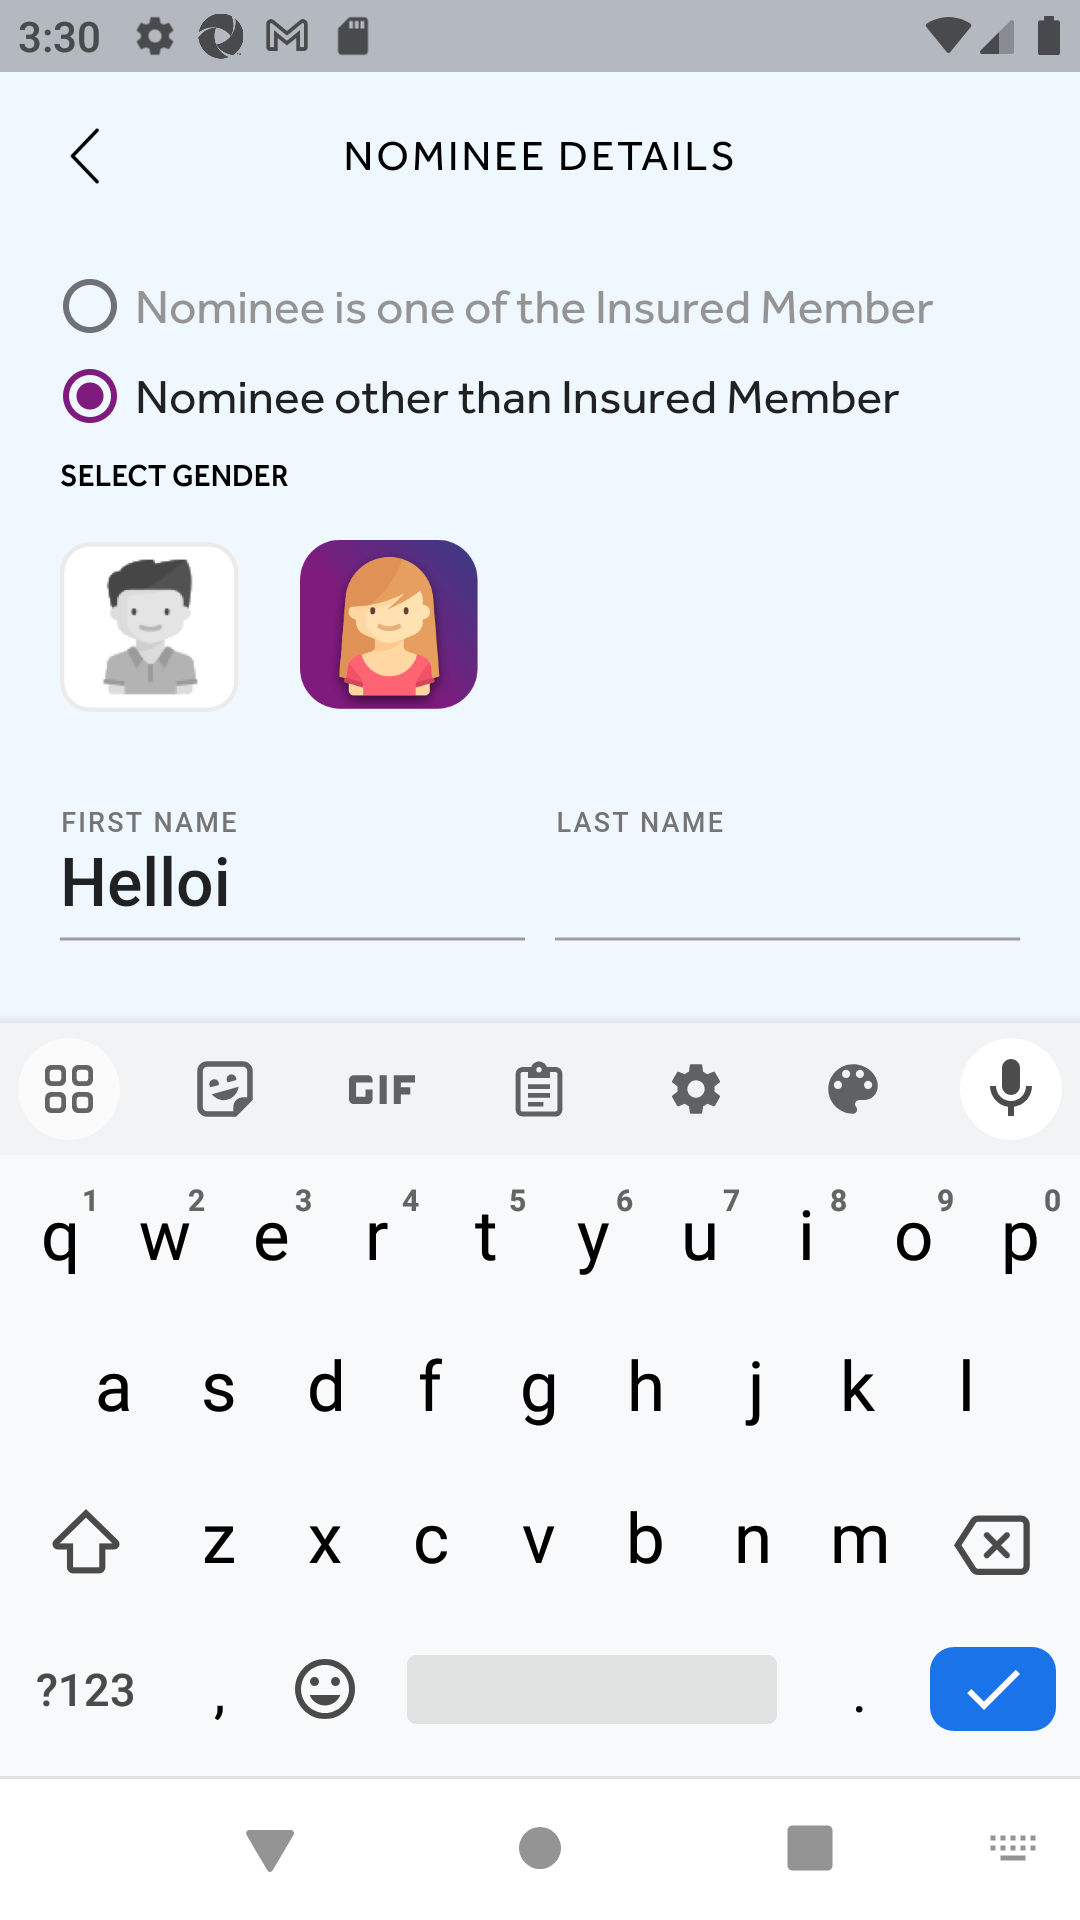 3:30
NOMINEE DETAILS
Nominee is one of the Insured Member
Nominee other than Insured Member
SELECT GENDER
FIRST NAME LAST NAME
Helloi
GIF
1 2 3 4 5 6 7 8 9 0
q w e r t y u i o p
a s d f g h j k l
z x c v b n m
?123 , .